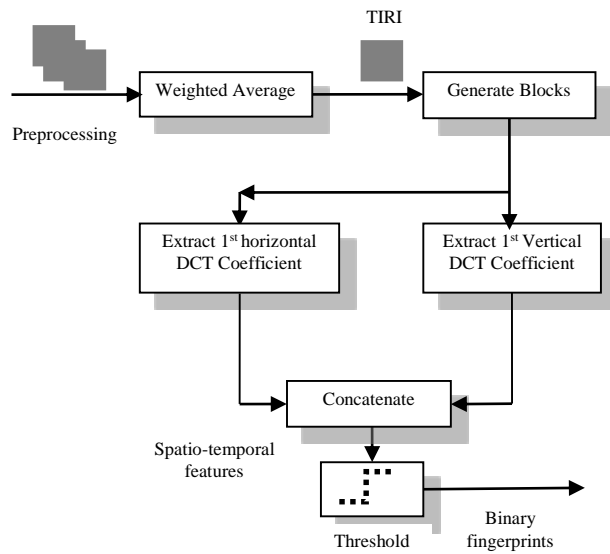 TIRI
Weighted Average
Generate Blocks
Preprocessing
Extract 1st horizontal
DCT Coefficient
Extract 1st Vertical
DCT Coefficient
Concatenate
Spatio-temporal
features
Threshold
Binary
fingerprints